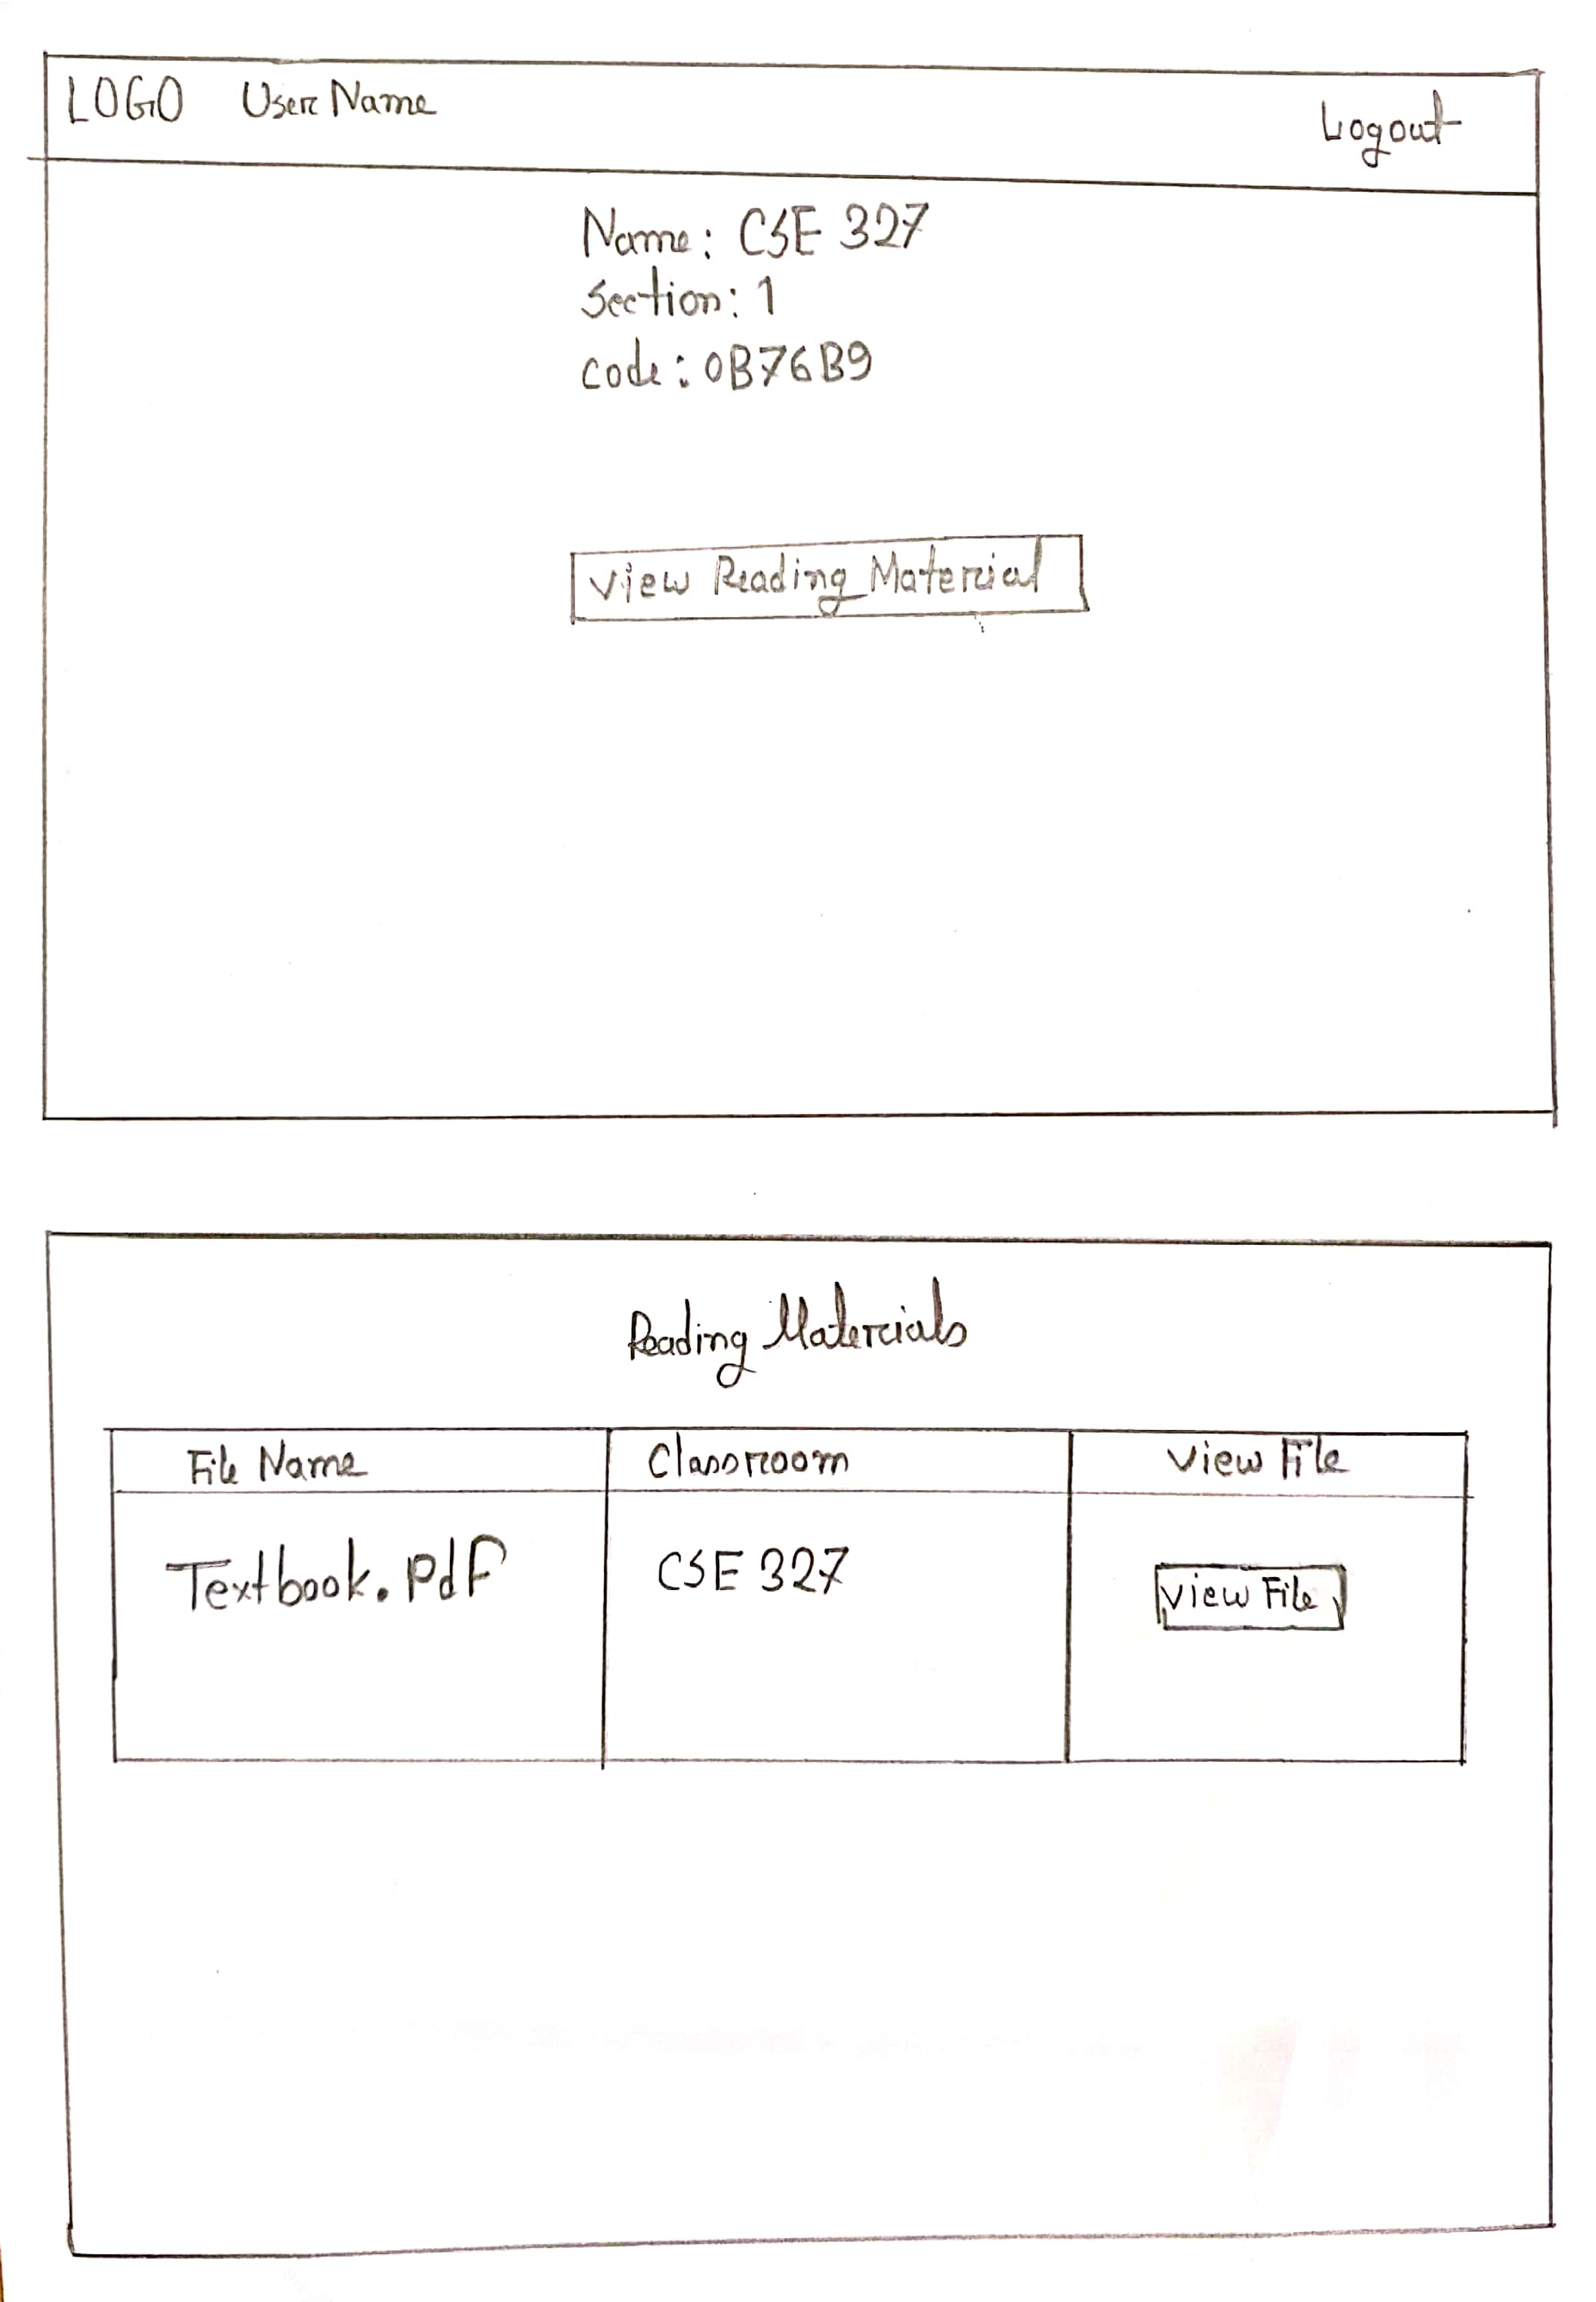 LOGO User Name Logout
Name: CSE 327
Section: 1
code: 0B76B9
View Reading Material
Reading Materials
File Name Classroom View File
Textbook.Pdf CSE 327 View File